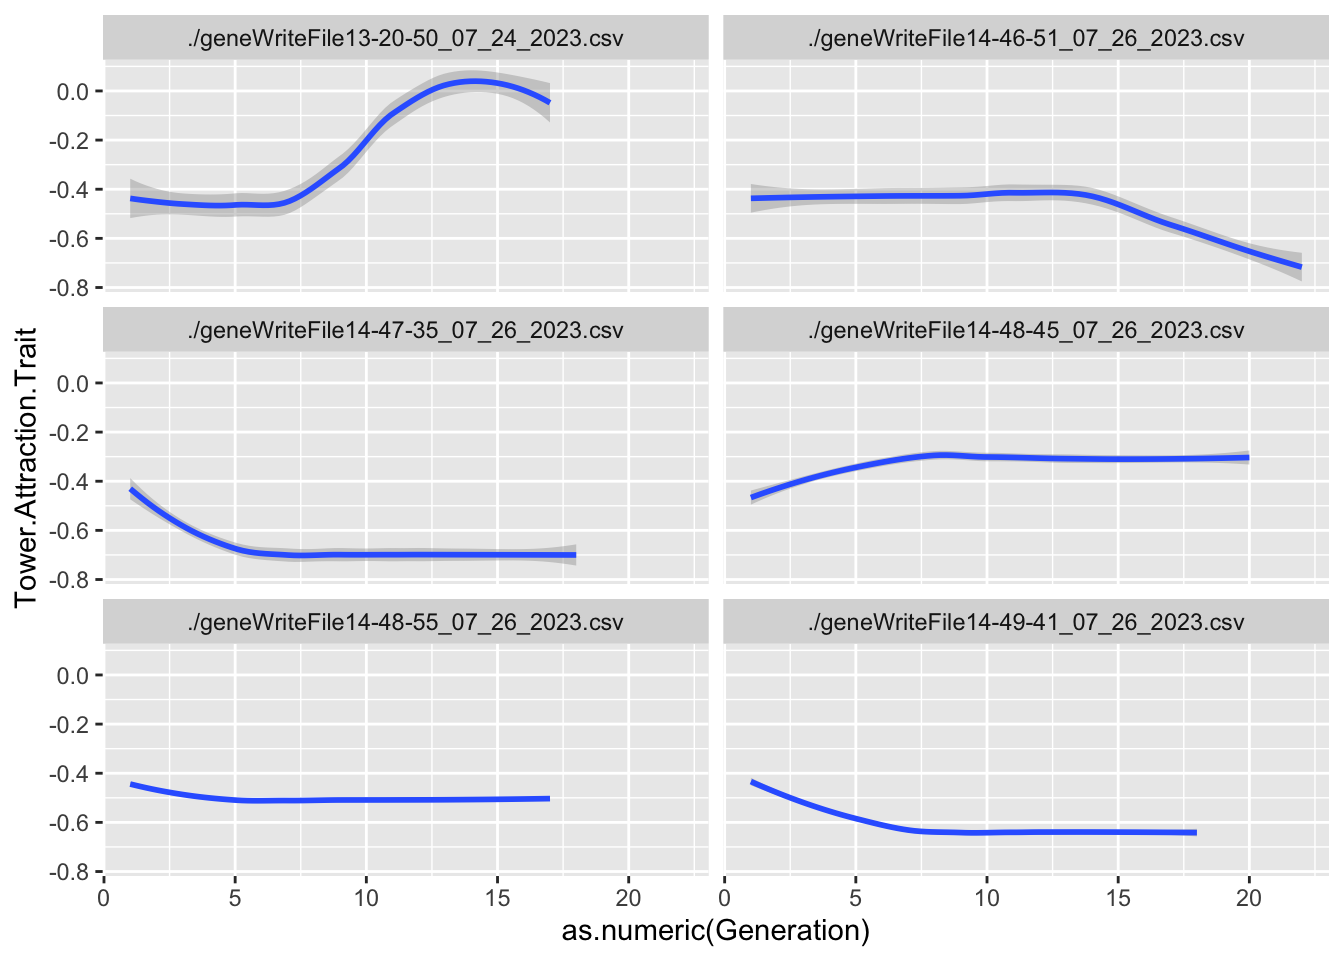 ./geneWriteFile13-20-50_07_24_2023.csv
./geneWriteFile14-46-51_07_26_2023.csv
0.0
-0.2
-0.4
-0.6
-0.8
./geneWriteFile14-47-35_07_26_2023.csv
./geneWriteFile14-48-45_07_26_2023.csv
0.0
-0.2
-0.4
-0.6
-0.8
./geneWriteFile14-48-55_07_26_2023.csv
./geneWriteFile14-49-41_07_26_2023.csv
0.0
-0.2
-0.4
-0.6
-0.8
0 5 10 15 20
0 5 10 15 20
as.numeric(Generation)
Tower.Attraction.Trait